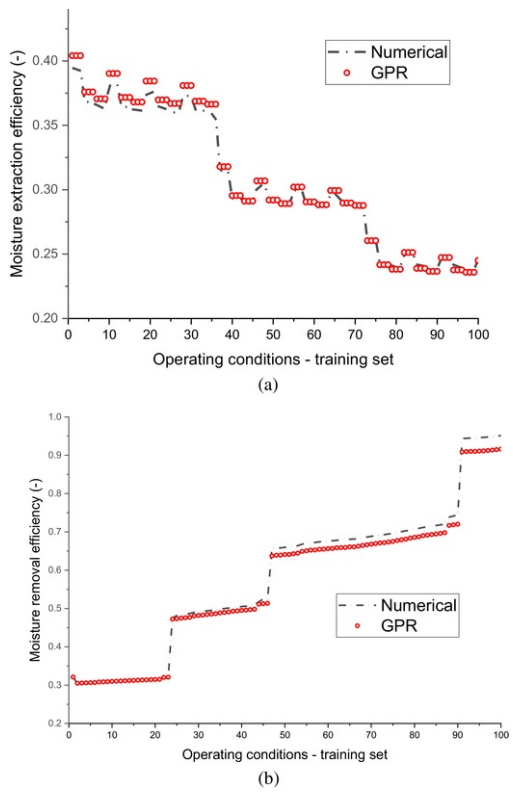 0.40
0.35
0.30
0.25
0.20
Moisture extraction efficiency (-)
Numerical
GPR
0 10 20 30 40 50 60 70 80 90 100
Operating conditions - training set
(a)
1.0
0.9
0.8
0.7
0.6
0.5
0.4
0.3
0.2
Moisture removal efficiency (-)
Numerical
GPR
0 10 20 30 40 50 60 70 80 90 100
Operating conditions - training set
(b)